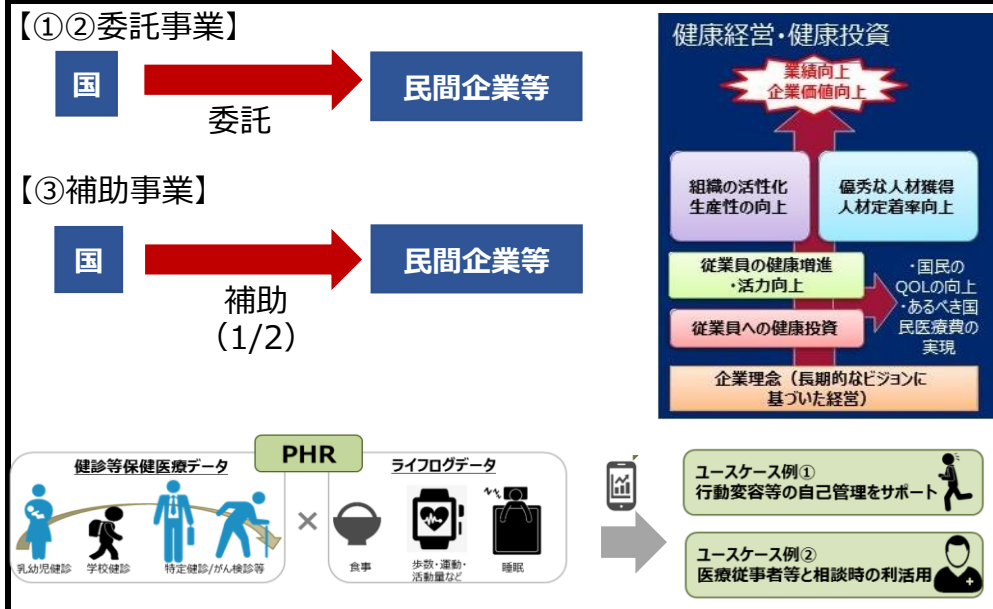 【①②委託事業】
国
民間企業等
委託
【③補助事業】
国
民間企業等
補助
（1/2）
健康経営・健康投資
業績向上
企業価値向上
組織の活性化
生産性の向上
優秀な人材獲得
人材定着率向上
従業員の健康増進
・活力向上
従業員への健康投資
・国民の
QOLの向上
・あるべき国
民医療費の
実現
企業理念（長期的なビジョンに
基づいた経営）
PHR
健診等保健医療データ
乳幼児健診
学校健診
特定健診/がん検診等
×
ライフログデータ
食事
歩数・運動・
活動量など
睡眠
ユースケース例①
行動変容等の自己管理をサポート
ユースケース例②
医療従事者等と相談時の利活用